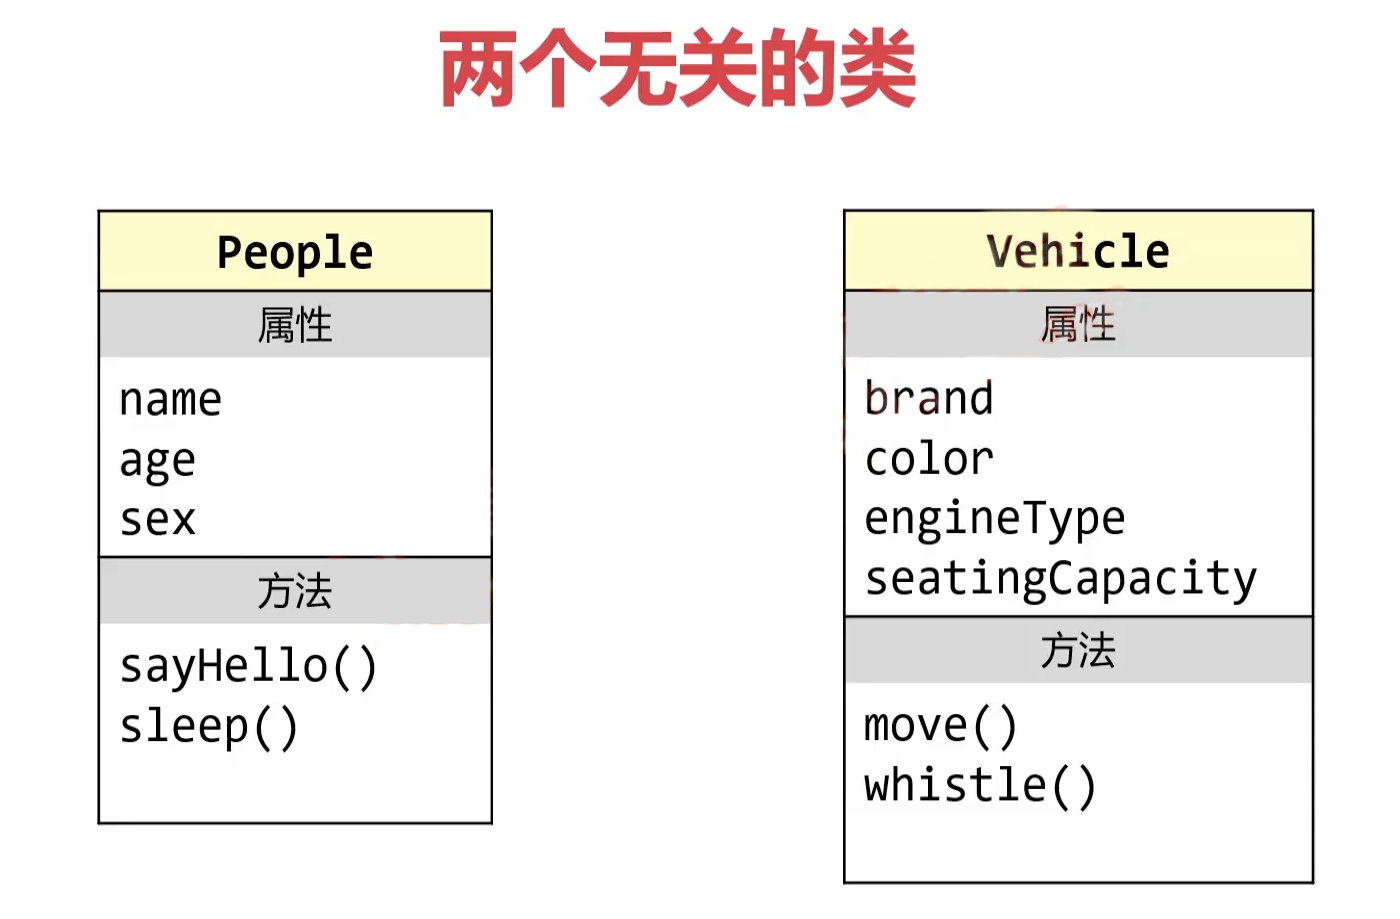 两个无关的类
People
属性
name
age
sex
方法
sayHello()
sleep()
Vehicle
属性
brand
color
engineType
seatingCapacity
方法
move()
whistle()